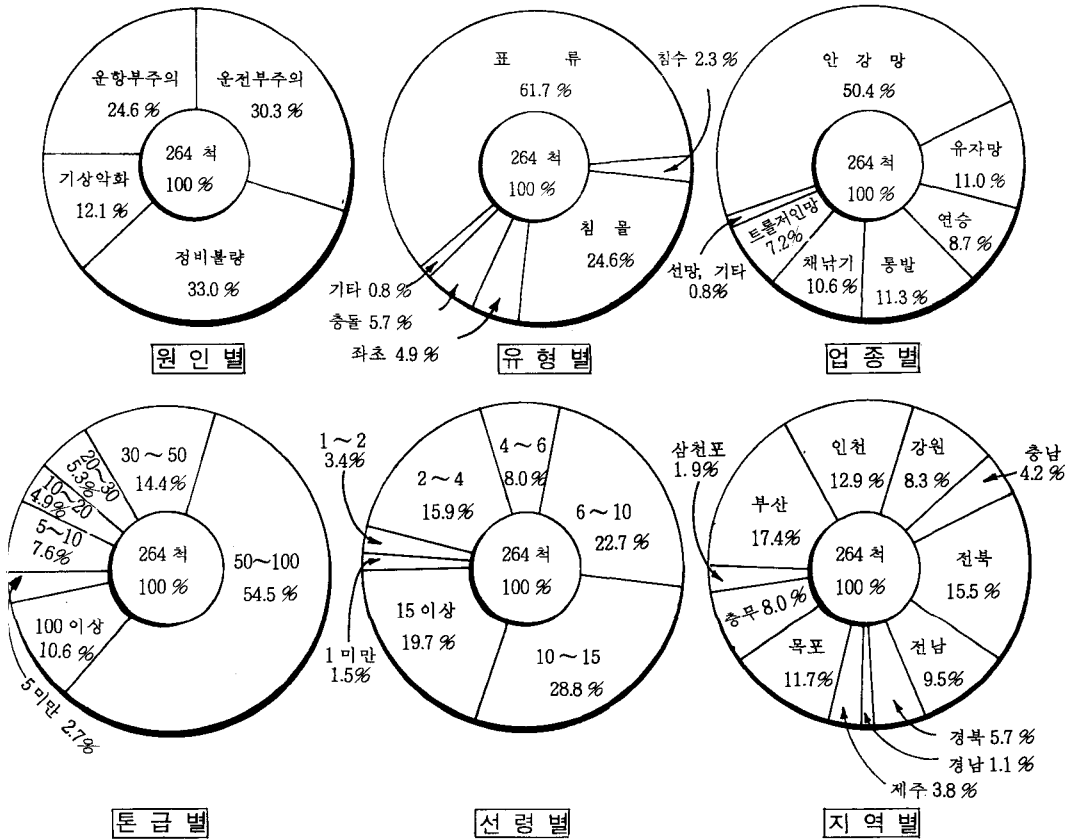 운항부주의
24.6 %
운전부주의
30.3 %
264 척
100 %
기상악화
12.1 %
정비불량
33.0 %
원 인 별
표 류
61.7 %
침수 2.3 %
264 척
100 %
침 몰
24.6%
기타 0.8 %
충돌 5.7 %
좌초 4.9 %
유 형 별
안 강 망
50.4 %
264 척
100 %
유자망
11.0 %
연승
8.7 %
통발
11.3 %
채낚기
10.6 %
트롤저인망
7.2%
선망, 기타
0.8%
업 종 별
30～50
14.4%
20～30
5.3%
10～20
4.9%
5～10
7.6%
264 척
100 %
50～100
54.5 %
100 이상
10.6 %
5 미만 2.7%
톤 급 별
1～2
3.4%
2～4
15.9%
4～6
8.0%
6～10
22.7%
264 척
100 %
15 이상
19.7 %
1 미만
1.5%
10～15
28.8 %
선 령 별
삼천포
1.9%
부산
17.4%
인천
12.9 %
강원
8.3 %
충남
4.2 %
264 척
100 %
전북
15.5 %
충무 8.0 %
목포
11.7%
전남
9.5%
경북 5.7 %
경남 1.1 %
제주 3.8 %
지 역 별